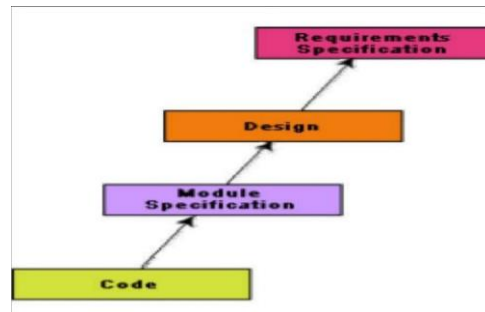 Requirements
Specification
Design
Module
Specification
Code